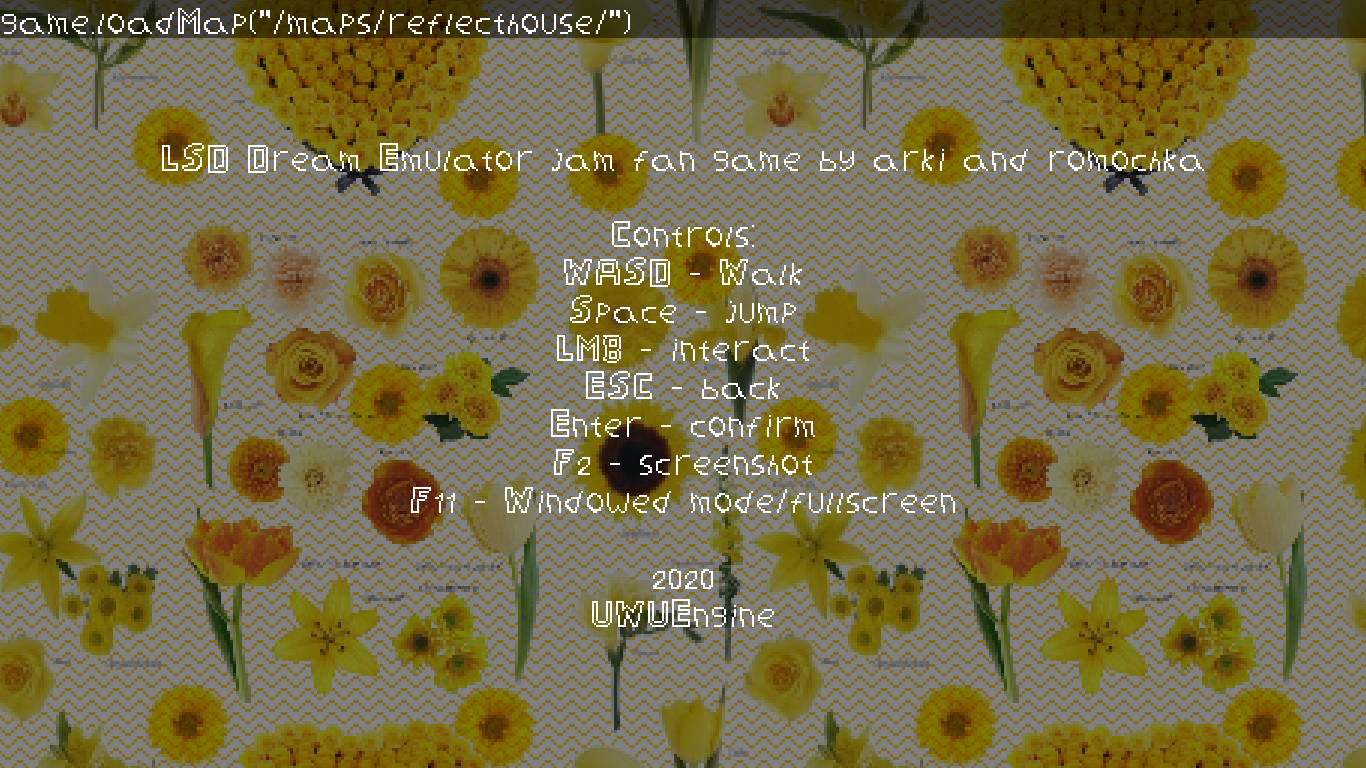 game.loadMap("/maps/reflecthouse/")
LSD Dream Emulator jam fan game by arki and romochka
Controls:
WASD - Walk
Space - jump
LMB - interact
ESC - back
Enter - confirm
F2 - screenshot
F11 - Windowed mode/fullscreen
2020
UWUEngine